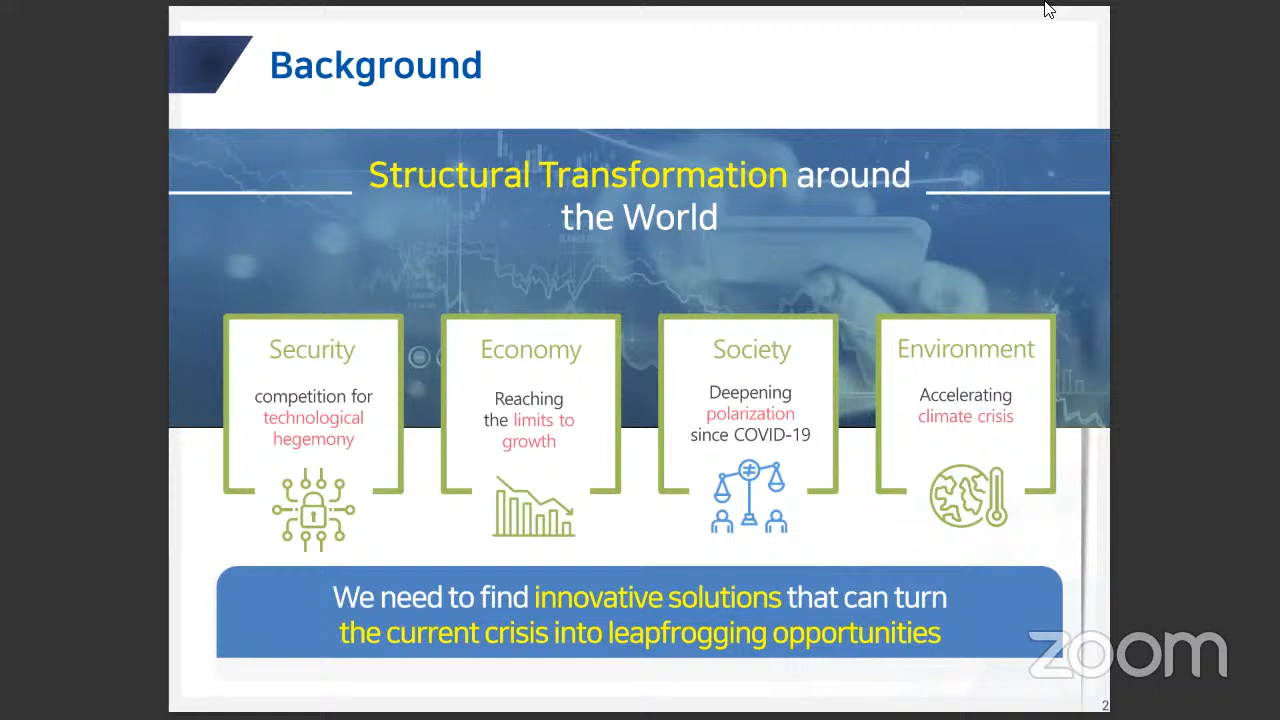 Background
Structural Transformation around
the World
Security
competition for
technological
hegemony
Economy
Reaching
the limits to
growth
Society
Deepening
polarization
since COVID-19
Environment
Accelerating
climate crisis
We need to find innovative solutions that can turn
the current crisis into leapfrogging opportunities
zoom
2